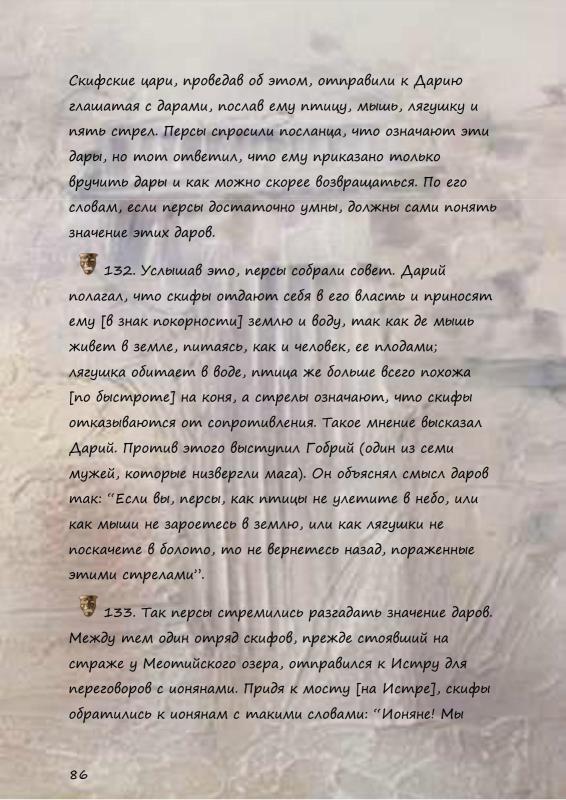 Скифские цари, проведав об этом, отправили к Дарию
глашатая с дарами, послав ему птицу, мышь, лягушку и
пять стрел. Персы спросили посланца, что означают эти
дары, но тот ответил, что ему приказано только
вручить дары и как можно скорее возвращаться. По его
словам, если персы достаточно умны, должны сами понять
значение этих даров.
132. Услышав это, персы собрали совет. Дарий
полагал, что скифы отдают себя в его власть и приносят
ему [в знак покорности] землю и воду, так как де мышь
живет в земле, питаясь, как и человек, ее плодами;
лягушка обитает в воде, птица же больше всего похожа
[по быстроте] на коня, а стрелы означают, что скифы
отказываются от сопротивления. Такое мнение высказал
Дарий. Против этого выступил Гобрий (один из семи
мужей, которые низвергли мага). Он объяснял смысл даров
так: “Если вы, персы, как птицы не улетите в небо, или
как мыши не зароетесь в землю, или как лягушки не
поскачете в болото, то не вернетесь назад, пораженные
этими стрелами”.
133. Так персы стремились разгадать значение даров.
Между тем один отряд скифов, прежде стоявший на
страже у Меотийского озера, отправился к Истру для
переговоров с ионянами. Придя к мосту [на Истре], скифы
обратились к ионянам с такими словами: “Ионяне! Мы
86